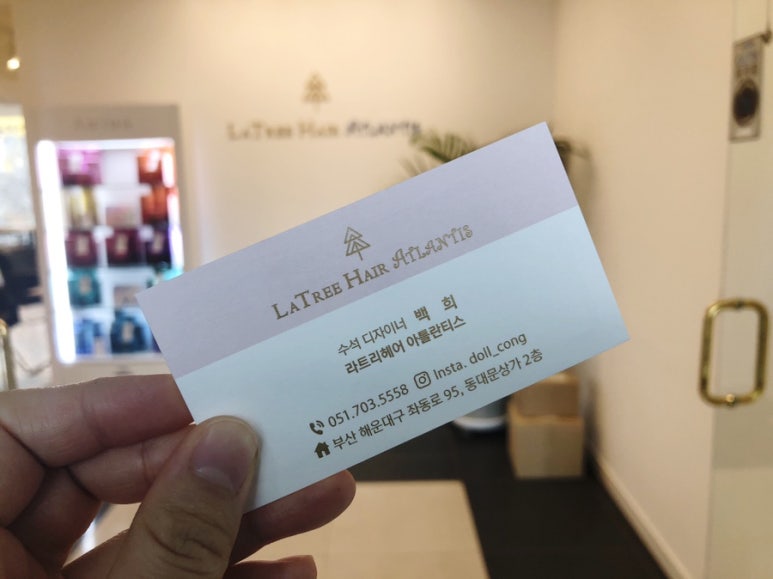 LaTree Hair Atlantis
LaTree Hair Atlantis
수석 디자이너 백 희
라트리헤어 아틀란티스
051.703.5558 Insta. doll_cong
부산 해운대구 좌동로 95, 동대문상가 2층